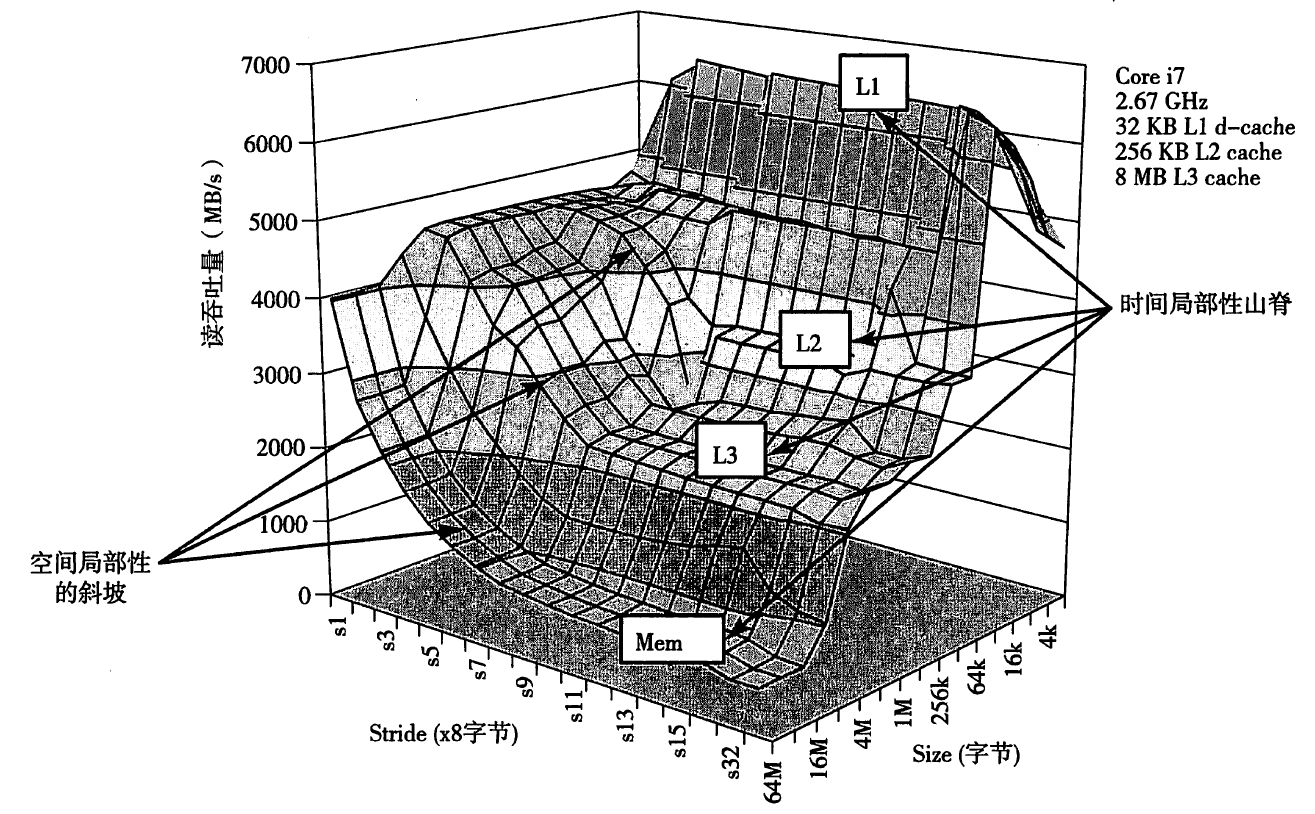 7000
6000
5000
4000
3000
2000
1000
0
读吞吐量（MB/s）
L1
L2
L3
Mem
Core i7
2.67 GHz
32 KB L1 d-cache
256 KB L2 cache
8 MB L3 cache
时间局部性山脊
空间局部性
的斜坡
s1
s3
s5
s7
s9
s11
s13
s15
s32
Stride (x8字节)
64M
16M
4M
1M
256k
64k
16k
4k
Size (字节)